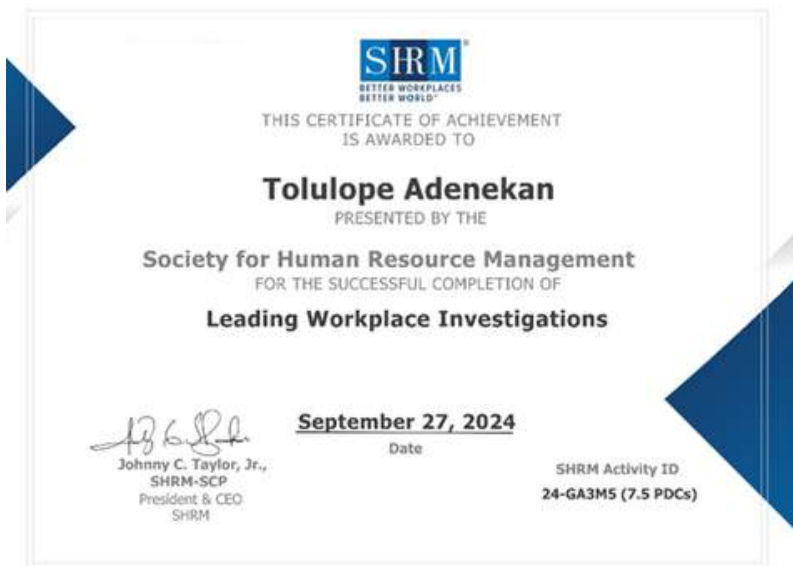 SHRM®
BETTER WORKPLACES
BETTER WORLD™
THIS CERTIFICATE OF ACHIEVEMENT
IS AWARDED TO
Tolulope Adenekan
PRESENTED BY THE
Society for Human Resource Management
FOR THE SUCCESSFUL COMPLETION OF
Leading Workplace Investigations
September 27, 2024
Date
Johnny C. Taylor, Jr.,
SHRM-SCP
President & CEO
SHRM
SHRM Activity ID
24-GA3M5 (7.5 PDCs)